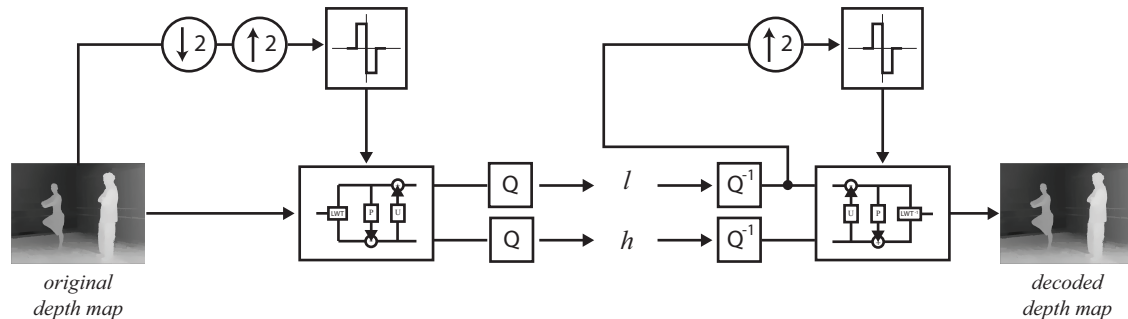 ↓ 2
↑ 2
↑ 2
LWT
P
U
Q
Q
l
h
Q⁻¹
Q⁻¹
U
P
LWT⁻¹
original
depth map
decoded
depth map